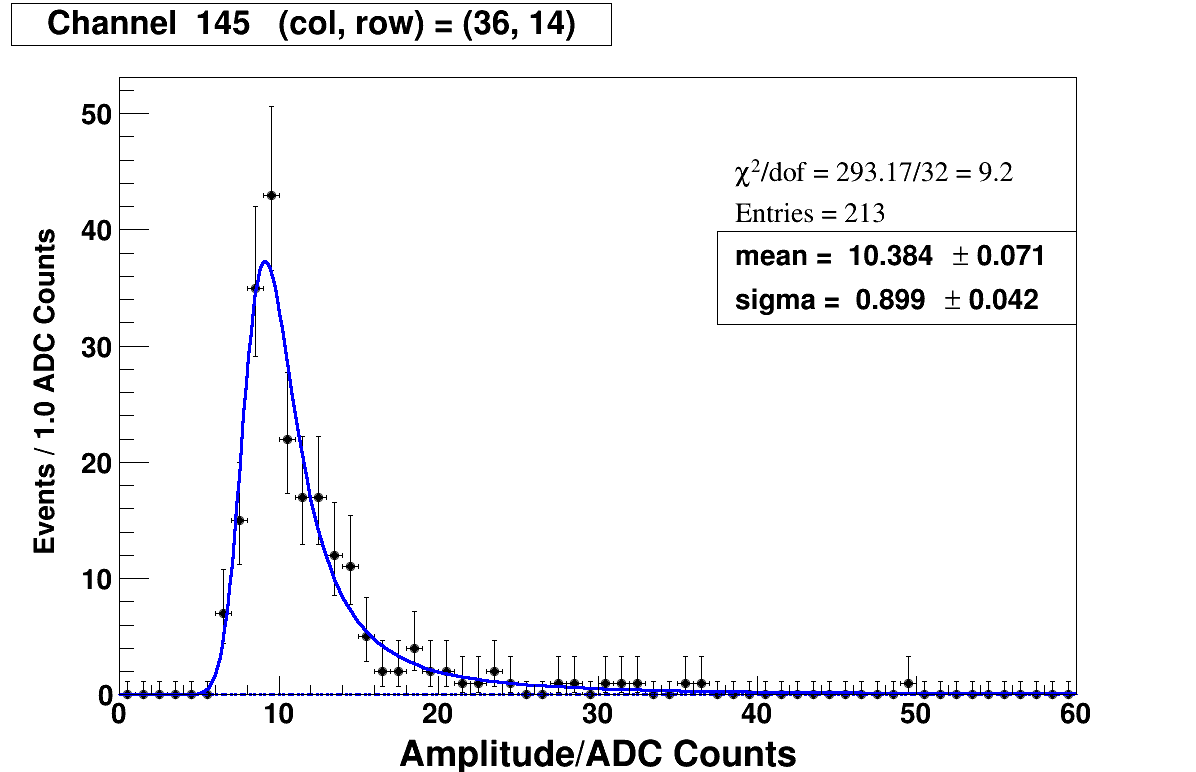 Channel 145 (col, row) = (36, 14)
χ²/dof = 293.17/32 = 9.2
Entries = 213
mean = 10.384 ± 0.071
sigma = 0.899 ± 0.042
Events / 1.0 ADC Counts
50
40
30
20
10
0
0 10 20 30 40 50 60
Amplitude/ADC Counts